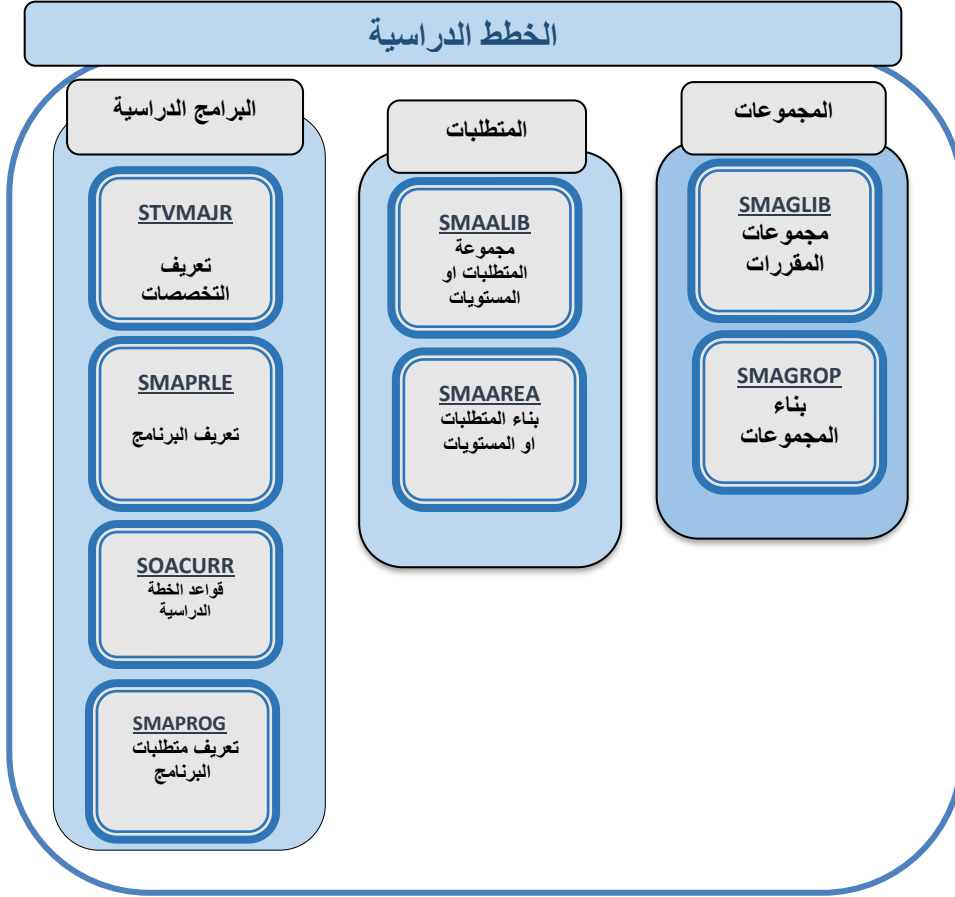 الخطط الدراسية
المجموعات
SMAGLIB
مجموعات
المقررات
SMAGROP
بناء
المجموعات
المتطلبات
SMAALIB
مجموعة
المتطلبات او
المستويات
SMAAREA
بناء المتطلبات
او المستويات
البرامج الدراسية
STVMAJR
تعريف
التخصصات
SMAPRLE
تعريف البرنامج
SOACURR
قواعد الخطة
الدراسية
SMAPROG
تعريف متطلبات
البرنامج